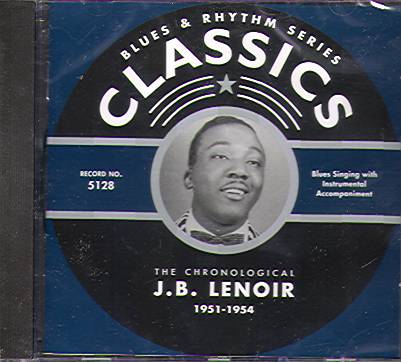 BLUES & RHYTHM SERIES
CLASSICS
RECORD NO.
5128
Blues Singing with
Instrumental
Accompaniment
THE CHRONOLOGICAL
J.B. LENOIR
1951-1954